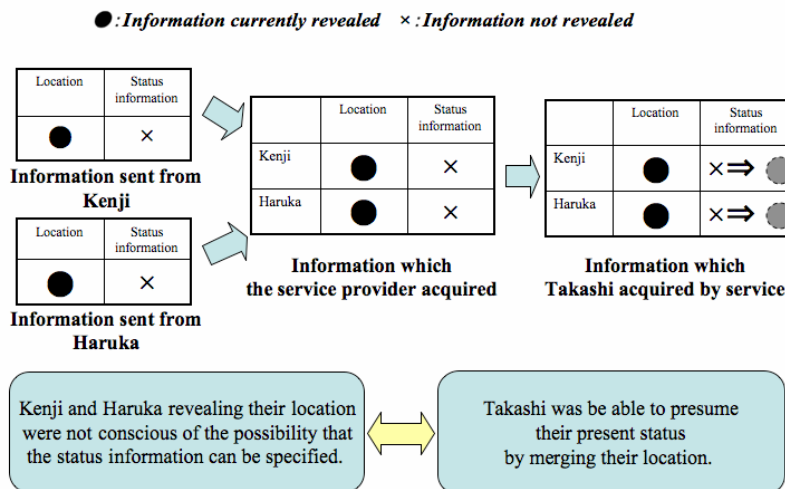 ● : Information currently revealed × : Information not revealed
Location Status information
● ×
Information sent from
Kenji
Location Status information
● ×
Information sent from
Haruka
Location Status information
Kenji ● ×
Haruka ● ×
Information which
the service provider acquired
Location Status information
Kenji ● ×⇒
Haruka ● ×⇒
Information which
Takashi acquired by service
Kenji and Haruka revealing their location
were not conscious of the possibility that
the status information can be specified.
Takashi was be able to presume
their present status
by merging their location.